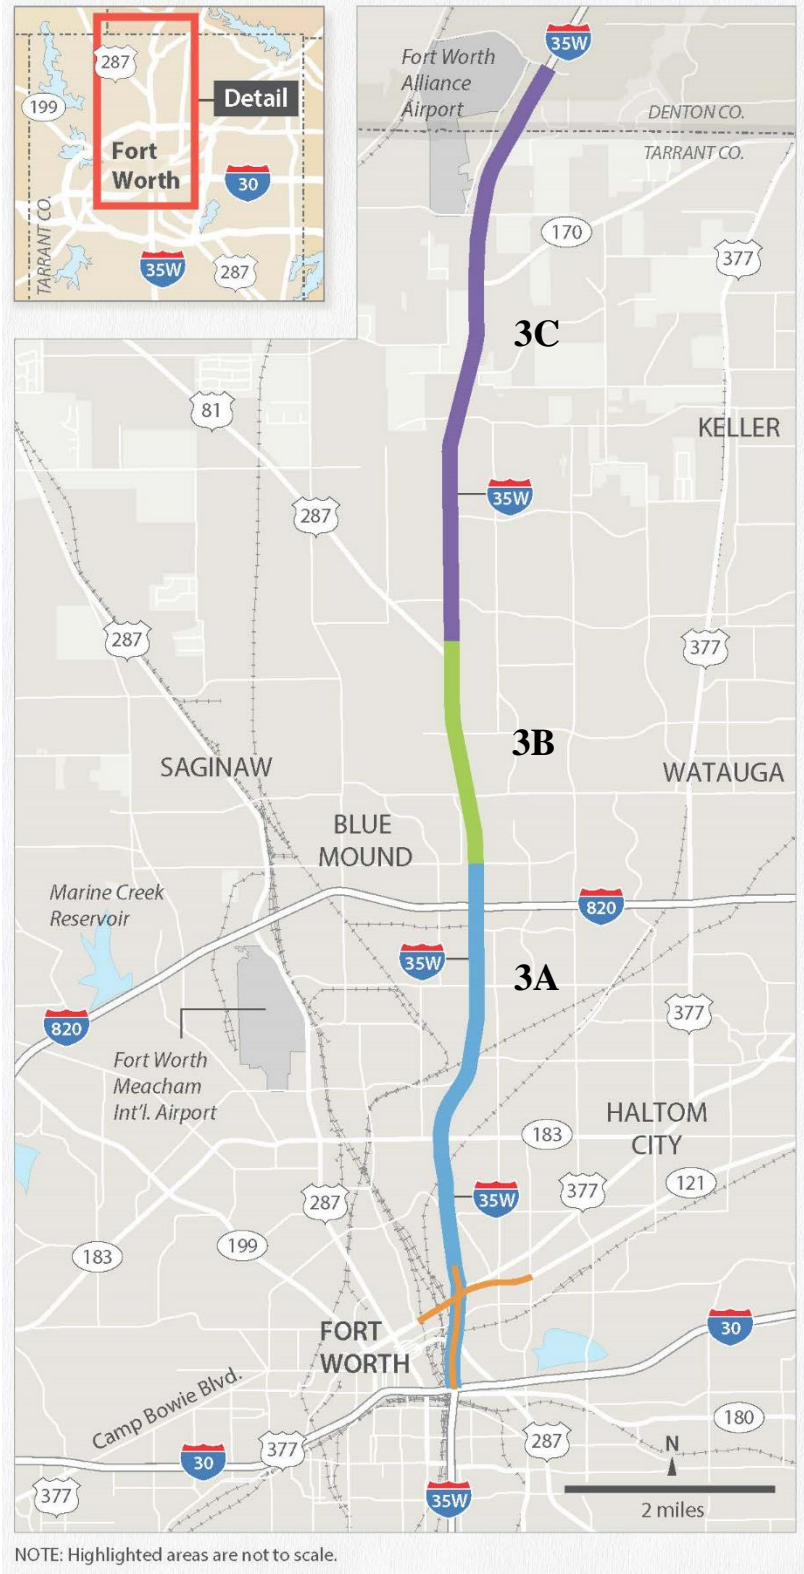 287
199
Detail
Fort
Worth
30
TARRANT CO.
35W
287
35W
Fort Worth
Alliance
Airport
DENTON CO.
TARRANT CO.
170
377
3C
81
KELLER
35W
287
287
377
3B
SAGINAW
WATAUGA
BLUE
MOUND
Marine Creek
Reservoir
820
35W
3A
377
820
Fort Worth
Meacham
Int'l. Airport
HALTOM
CITY
183
377
121
35W
287
199
183
FORT
WORTH
30
Camp Bowie Blvd.
180
377
287
N
30
377
35W
2 miles
NOTE: Highlighted areas are not to scale.